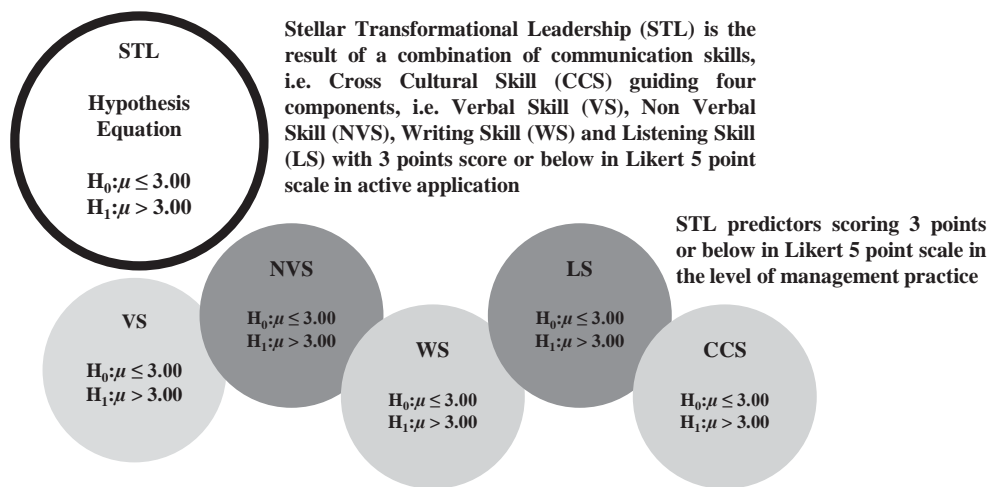 STL
Hypothesis
Equation
H₀:μ ≤ 3.00
H₁:μ > 3.00
Stellar Transformational Leadership (STL) is the
result of a combination of communication skills,
i.e. Cross Cultural Skill (CCS) guiding four
components, i.e. Verbal Skill (VS), Non Verbal
Skill (NVS), Writing Skill (WS) and Listening Skill
(LS) with 3 points score or below in Likert 5 point
scale in active application
STL predictors scoring 3 points
or below in Likert 5 point scale in
the level of management practice
VS
H₀:μ ≤ 3.00
H₁:μ > 3.00
NVS
H₀:μ ≤ 3.00
H₁:μ > 3.00
WS
H₀:μ ≤ 3.00
H₁:μ > 3.00
LS
H₀:μ ≤ 3.00
H₁:μ > 3.00
CCS
H₀:μ ≤ 3.00
H₁:μ > 3.00